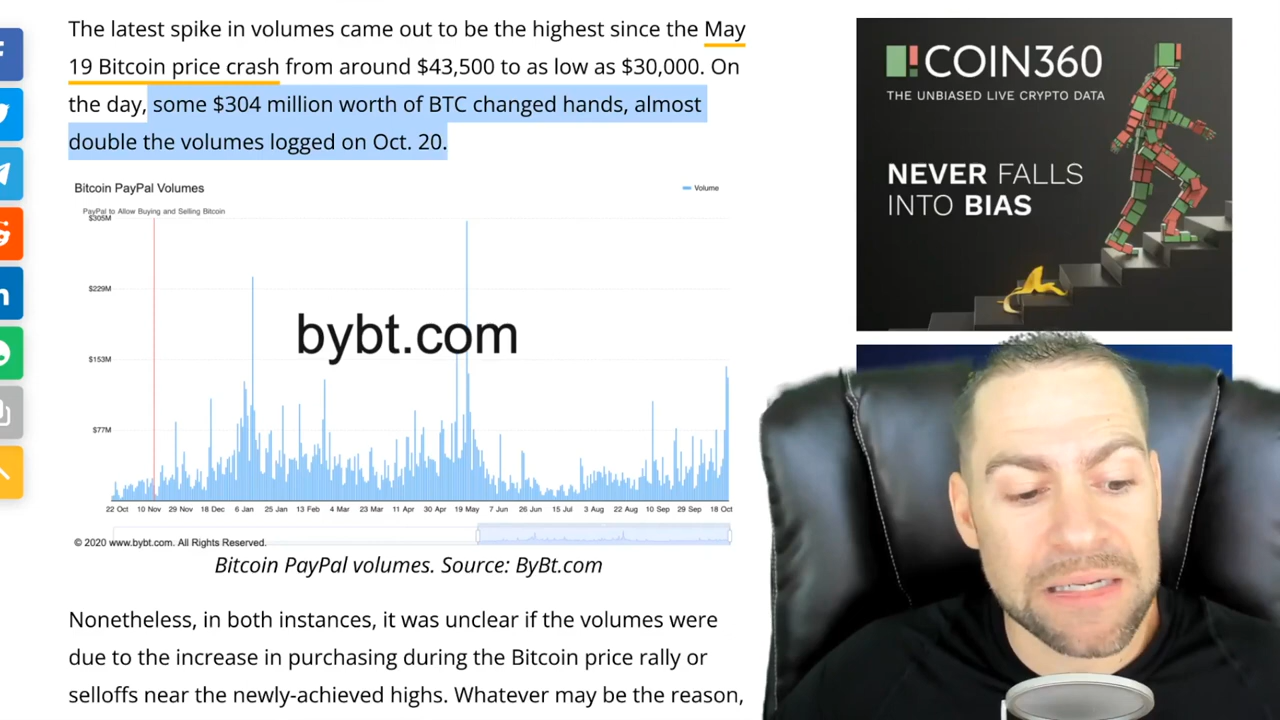 The latest spike in volumes came out to be the highest since the May
19 Bitcoin price crash from around $43,500 to as low as $30,000. On
the day, some $304 million worth of BTC changed hands, almost
double the volumes logged on Oct. 20.
Bitcoin PayPal Volumes
Volume
PayPal to Allow Buying and Selling Bitcoin
$305M
$229M
$153M
$77M
bybt.com
22 Oct 10 Nov 29 Nov 18 Dec 6 Jan 25 Jan 13 Feb 4 Mar 23 Mar 11 Apr 30 Apr 19 May 7 Jun 26 Jun 15 Jul 3 Aug 22 Aug 10 Sep 29 Sep 18 Oct
© 2020 www.bybt.com. All Rights Reserved.
Bitcoin PayPal volumes. Source: ByBt.com
Nonetheless, in both instances, it was unclear if the volumes were
due to the increase in purchasing during the Bitcoin price rally or
selloffs near the newly-achieved highs. Whatever may be the reason,
COIN360
THE UNBIASED LIVE CRYPTO DATA
NEVER FALLS
INTO BIAS